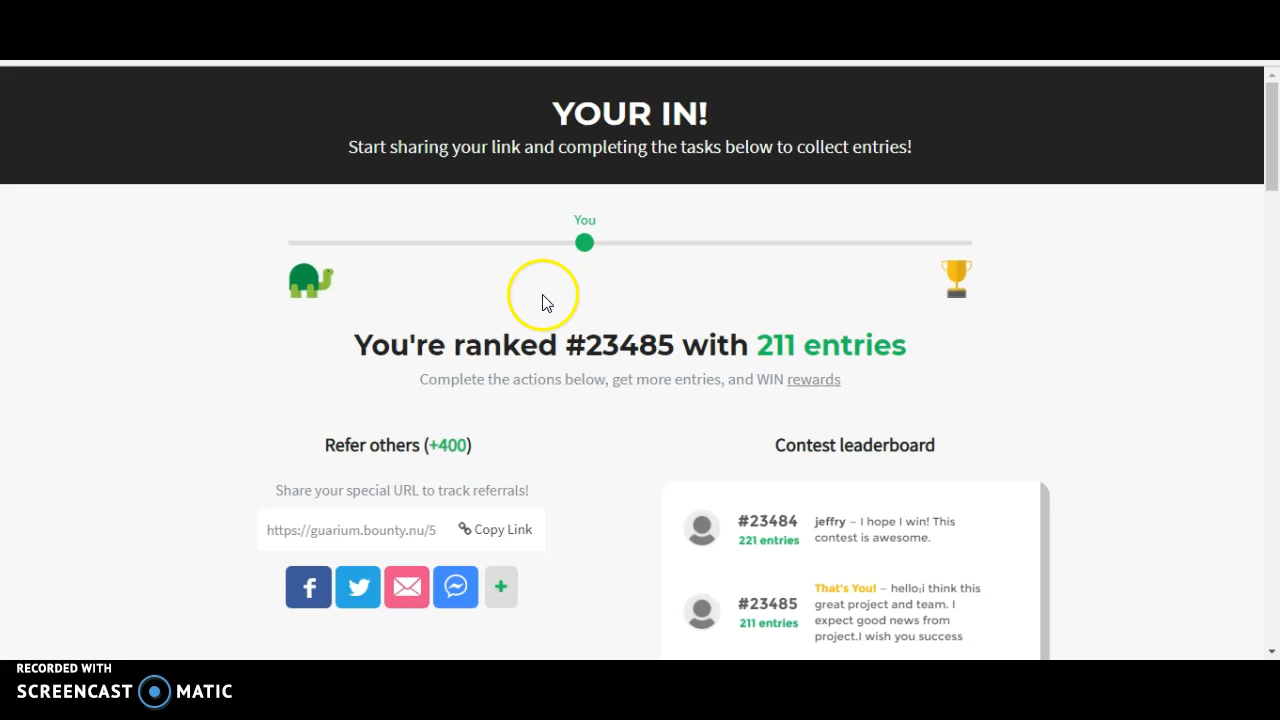 YOUR IN!
Start sharing your link and completing the tasks below to collect entries!
You
You're ranked #23485 with 211 entries
Complete the actions below, get more entries, and WIN rewards
Refer others (+400)
Share your special URL to track referrals!
https://guarium.bounty.nu/5
Copy Link
f
+
Contest leaderboard
#23484
221 entries
jeffry – I hope I win! This
contest is awesome.
#23485
211 entries
That's You! – hello;i think this
great project and team. I
expect good news from
project.I wish you success
RECORDED WITH
SCREENCAST MATIC